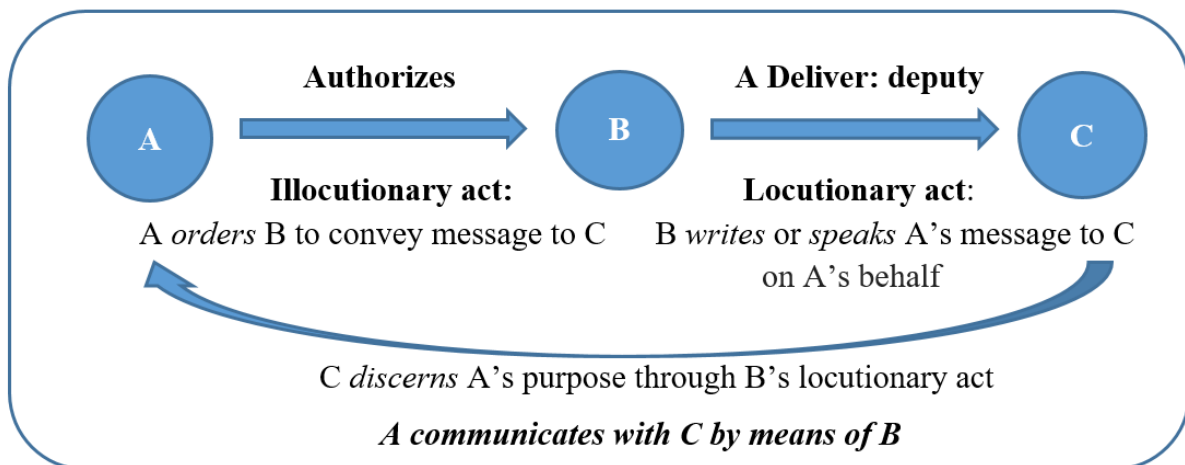 Authorizes
A Deliver: deputy
A
B
C
Illocutionary act:
Locutionary act:
A orders B to convey message to C
B writes or speaks A’s message to C
on A’s behalf
C discerns A’s purpose through B’s locutionary act
A communicates with C by means of B